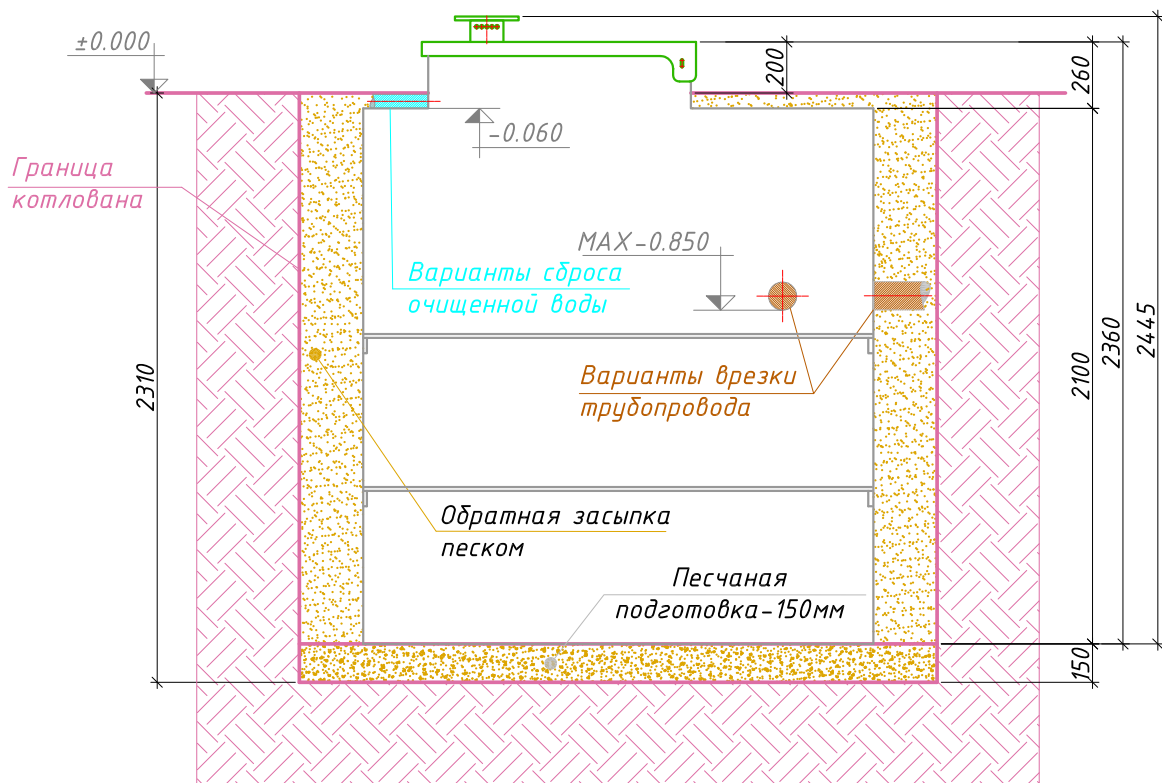 ±0.000
200
260
-0.060
Граница
котлована
MAX-0.850
Варианты сброса
очищенной воды
2445
2360
2100
2310
Варианты врезки
трубопровода
Обратная засыпка
песком
Песчаная
подготовка-150мм
150